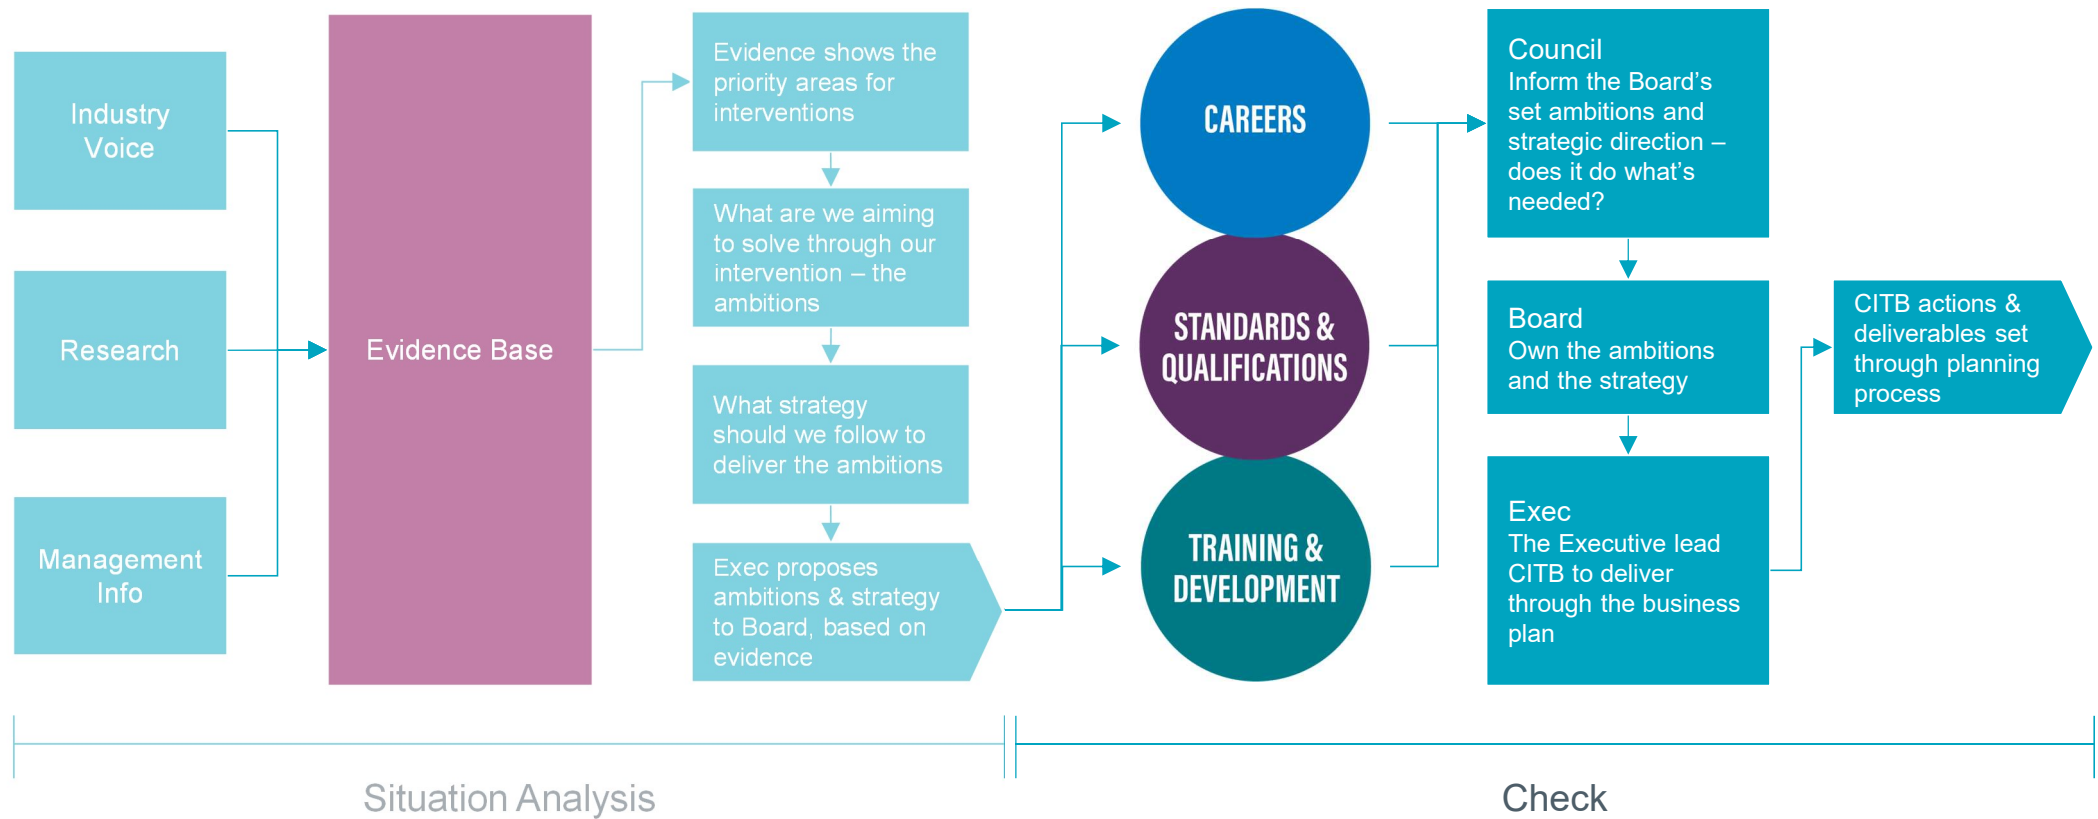 Industry
Voice
Research
Management
Info
Evidence Base
Evidence shows the
priority areas for
interventions
What are we aiming
to solve through our
intervention – the
ambitions
What strategy
should we follow to
deliver the ambitions
Exec proposes
ambitions & strategy
to Board, based on
evidence
CAREERS
STANDARDS &
QUALIFICATIONS
TRAINING &
DEVELOPMENT
Council
Inform the Board’s
set ambitions and
strategic direction –
does it do what’s
needed?
Board
Own the ambitions
and the strategy
Exec
The Executive lead
CITB to deliver
through the business
plan
CITB actions &
deliverables set
through planning
process
Situation Analysis
Check